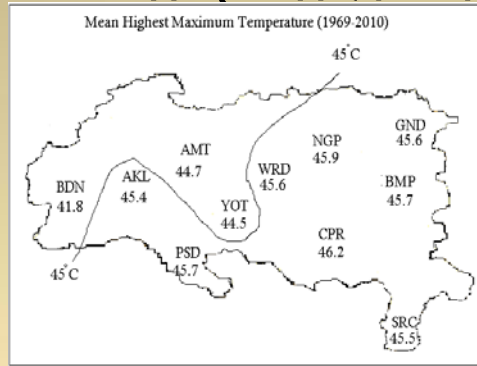 Mean Highest Maximum Temperature (1969-2010)
45°C
GND
45.6
NGP
45.9
AMT
44.7
WRD
45.6
AKL
45.4
BDN
41.8
BMP
45.7
YOT
44.5
CPR
46.2
PSD
45.7
45°C
SRC
45.5